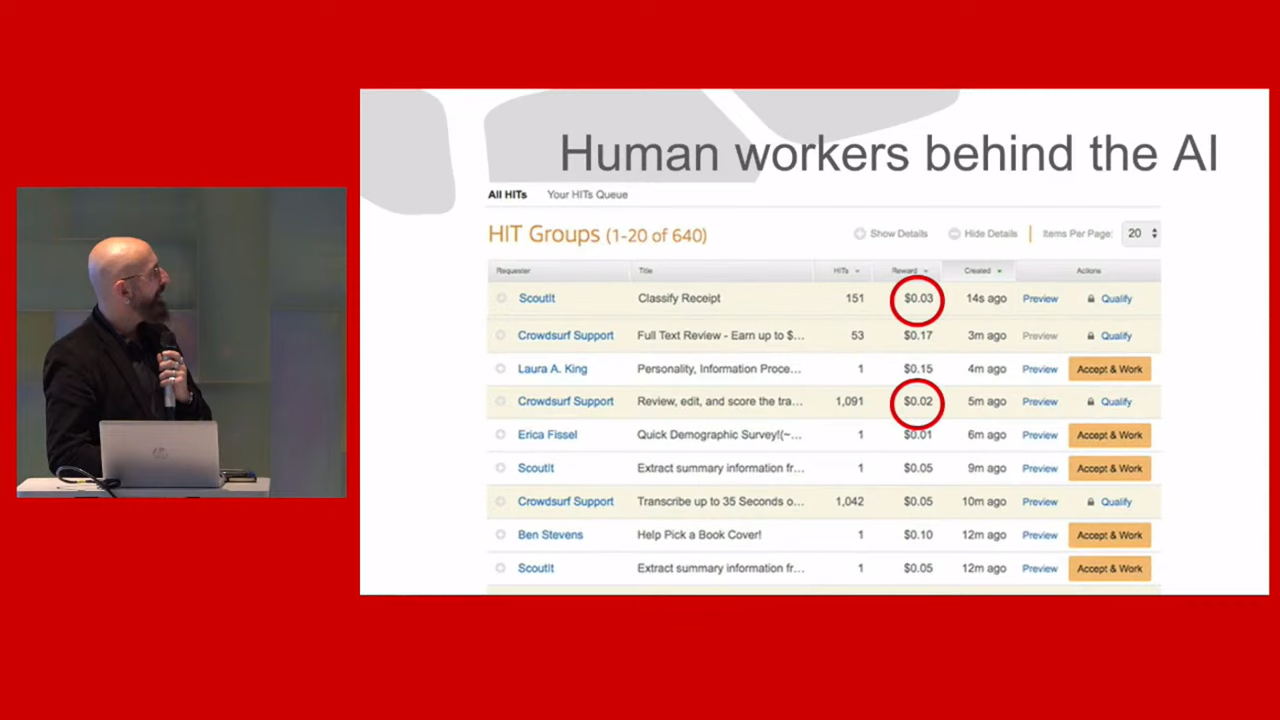 Human workers behind the AI
All HITs Your HITs Queue
HIT Groups (1-20 of 640) Show Details Hide Details Items Per Page: 20
Requester Title HITs Reward Created Actions
ScoutIt Classify Receipt 151 $0.03 14s ago Preview Qualify
Crowdsurf Support Full Text Review - Earn up to $... 53 $0.17 3m ago Preview Qualify
Laura A. King Personality, Information Proce... 1 $0.15 4m ago Preview Accept & Work
Crowdsurf Support Review, edit, and score the tra... 1,091 $0.02 5m ago Preview Qualify
Erica Fissel Quick Demographic Survey!(~... 1 $0.01 6m ago Preview Accept & Work
ScoutIt Extract summary information fr... 1 $0.05 9m ago Preview Accept & Work
Crowdsurf Support Transcribe up to 35 Seconds o... 1,042 $0.05 10m ago Preview Qualify
Ben Stevens Help Pick a Book Cover! 1 $0.10 12m ago Preview Accept & Work
ScoutIt Extract summary information fr... 1 $0.05 12m ago Preview Accept & Work